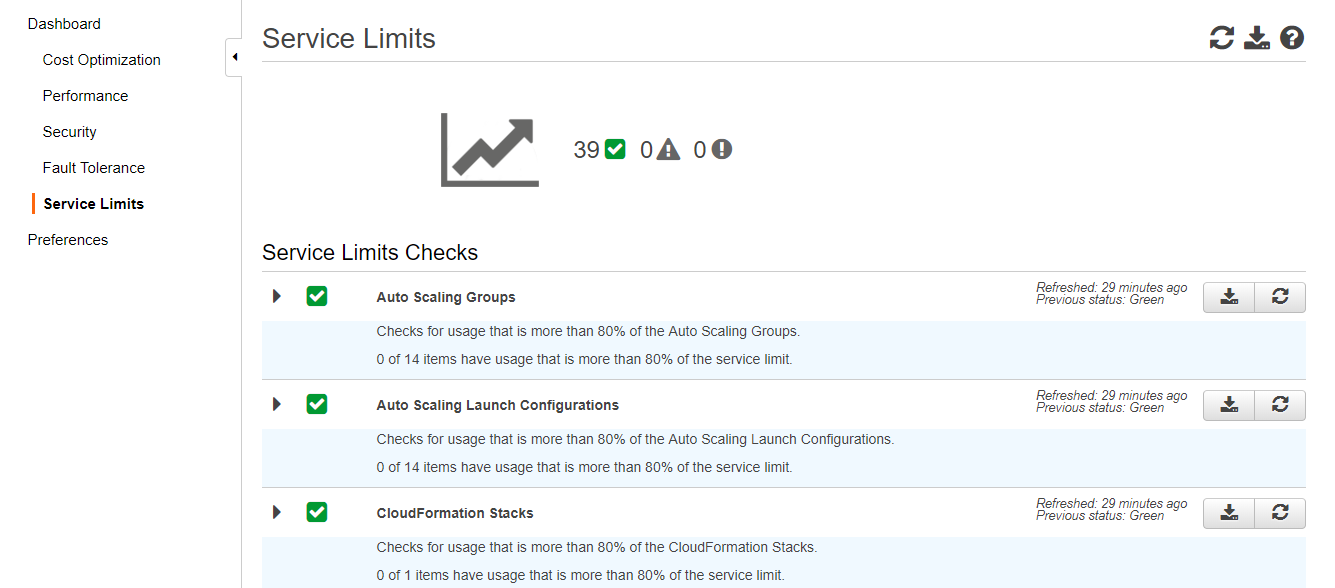 Dashboard
Cost Optimization
Performance
Security
Fault Tolerance
Service Limits
Preferences
Service Limits
39 0 0
Service Limits Checks
Auto Scaling Groups
Refreshed: 29 minutes ago
Previous status: Green
Checks for usage that is more than 80% of the Auto Scaling Groups.
0 of 14 items have usage that is more than 80% of the service limit.
Auto Scaling Launch Configurations
Refreshed: 29 minutes ago
Previous status: Green
Checks for usage that is more than 80% of the Auto Scaling Launch Configurations.
0 of 14 items have usage that is more than 80% of the service limit.
CloudFormation Stacks
Refreshed: 29 minutes ago
Previous status: Green
Checks for usage that is more than 80% of the CloudFormation Stacks.
0 of 1 items have usage that is more than 80% of the service limit.